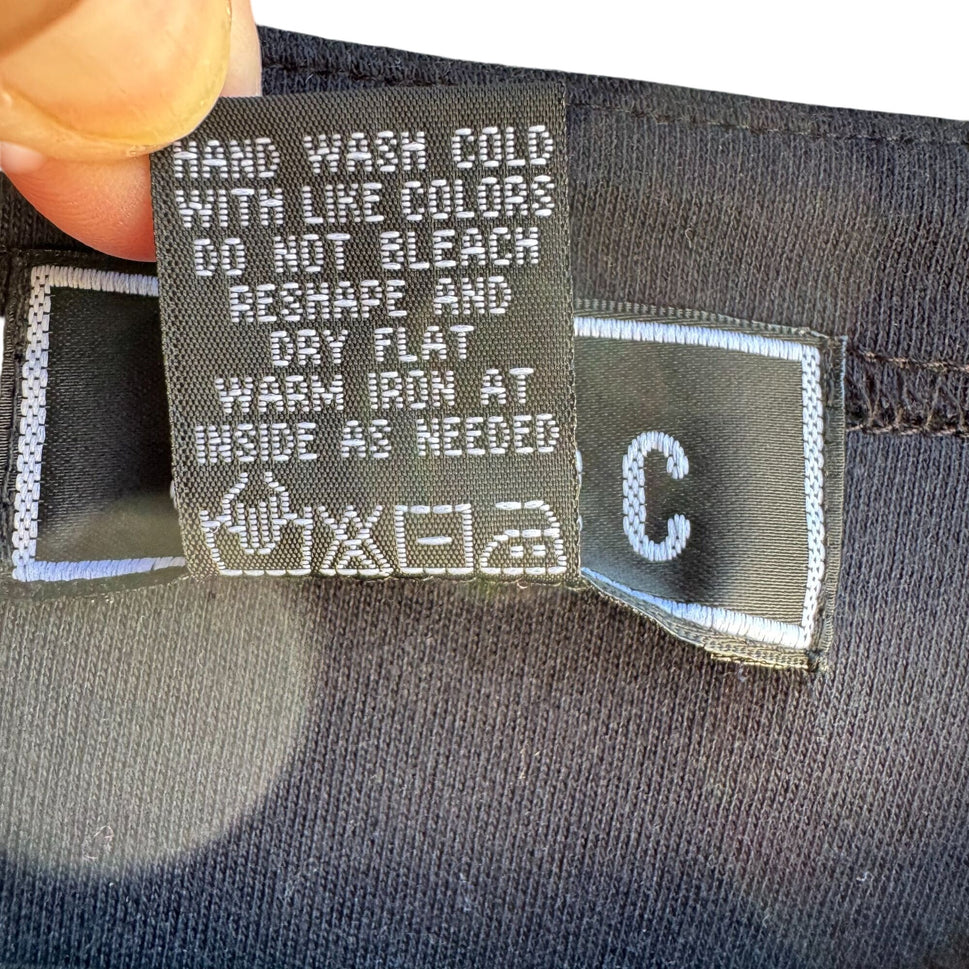 HAND WASH COLD
WITH LIKE COLORS
DO NOT BLEACH
RESHAPE AND
DRY FLAT
WARM IRON AT
INSIDE AS NEEDED
C